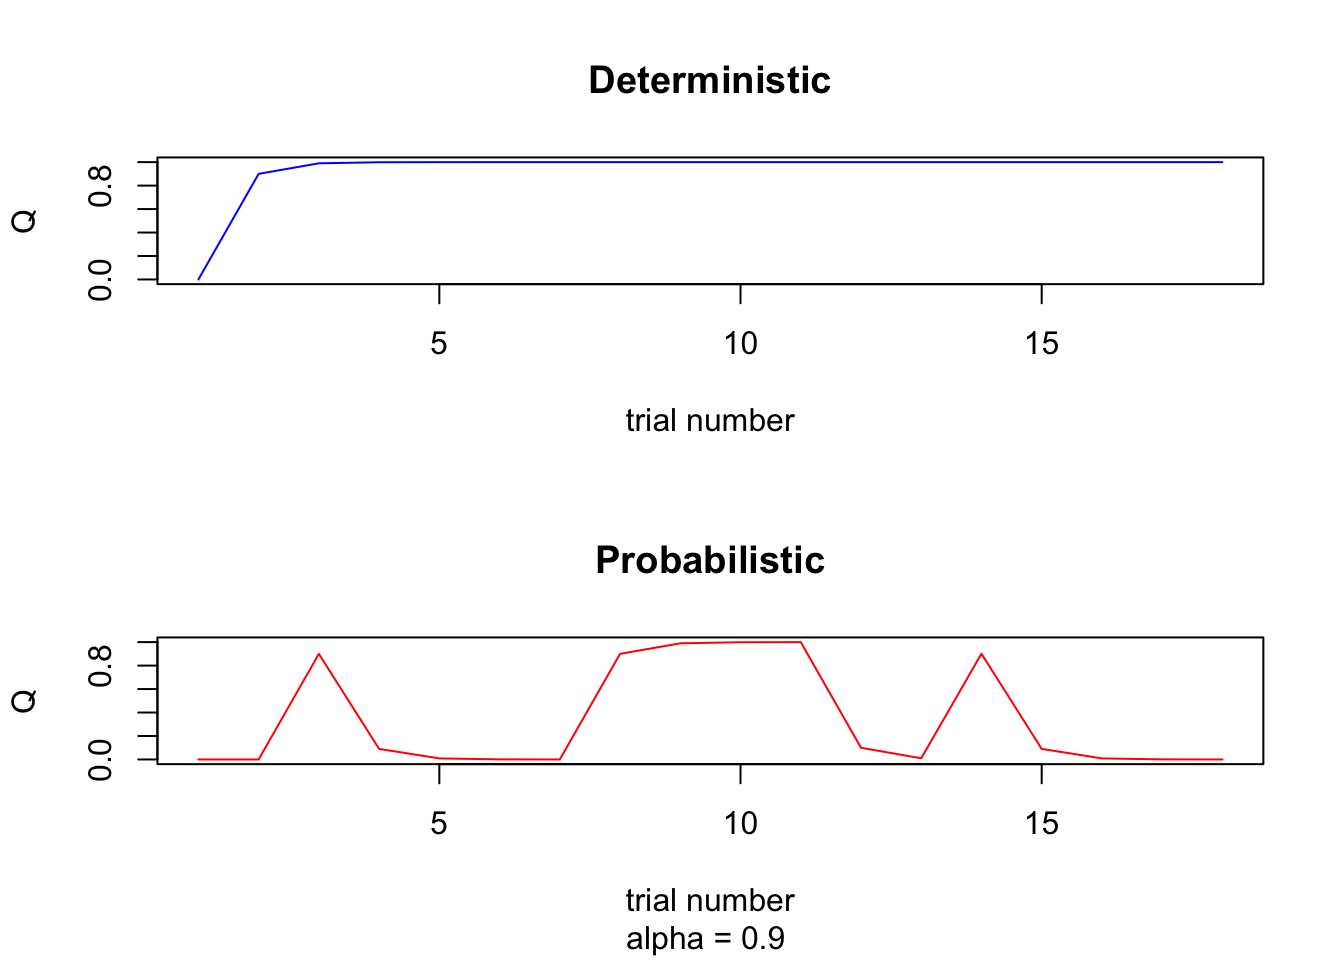 Deterministic
Q
0.8
0.0
5 10 15
trial number
Probabilistic
Q
0.8
0.0
5 10 15
trial number
alpha = 0.9